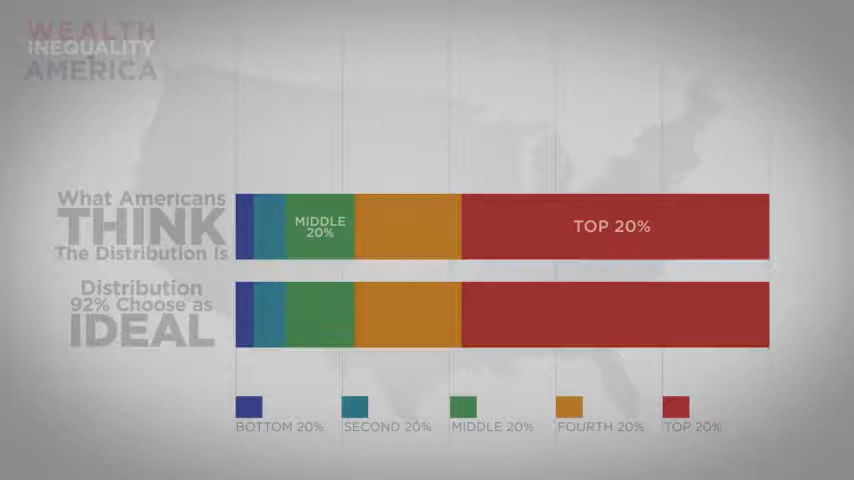 WEALTH
INEQUALITY
AMERICA
What Americans
THINK
The Distribution Is
MIDDLE
20%
TOP 20%
Distribution
92% Choose as
IDEAL
BOTTOM 20%
SECOND 20%
MIDDLE 20%
FOURTH 20%
TOP 20%